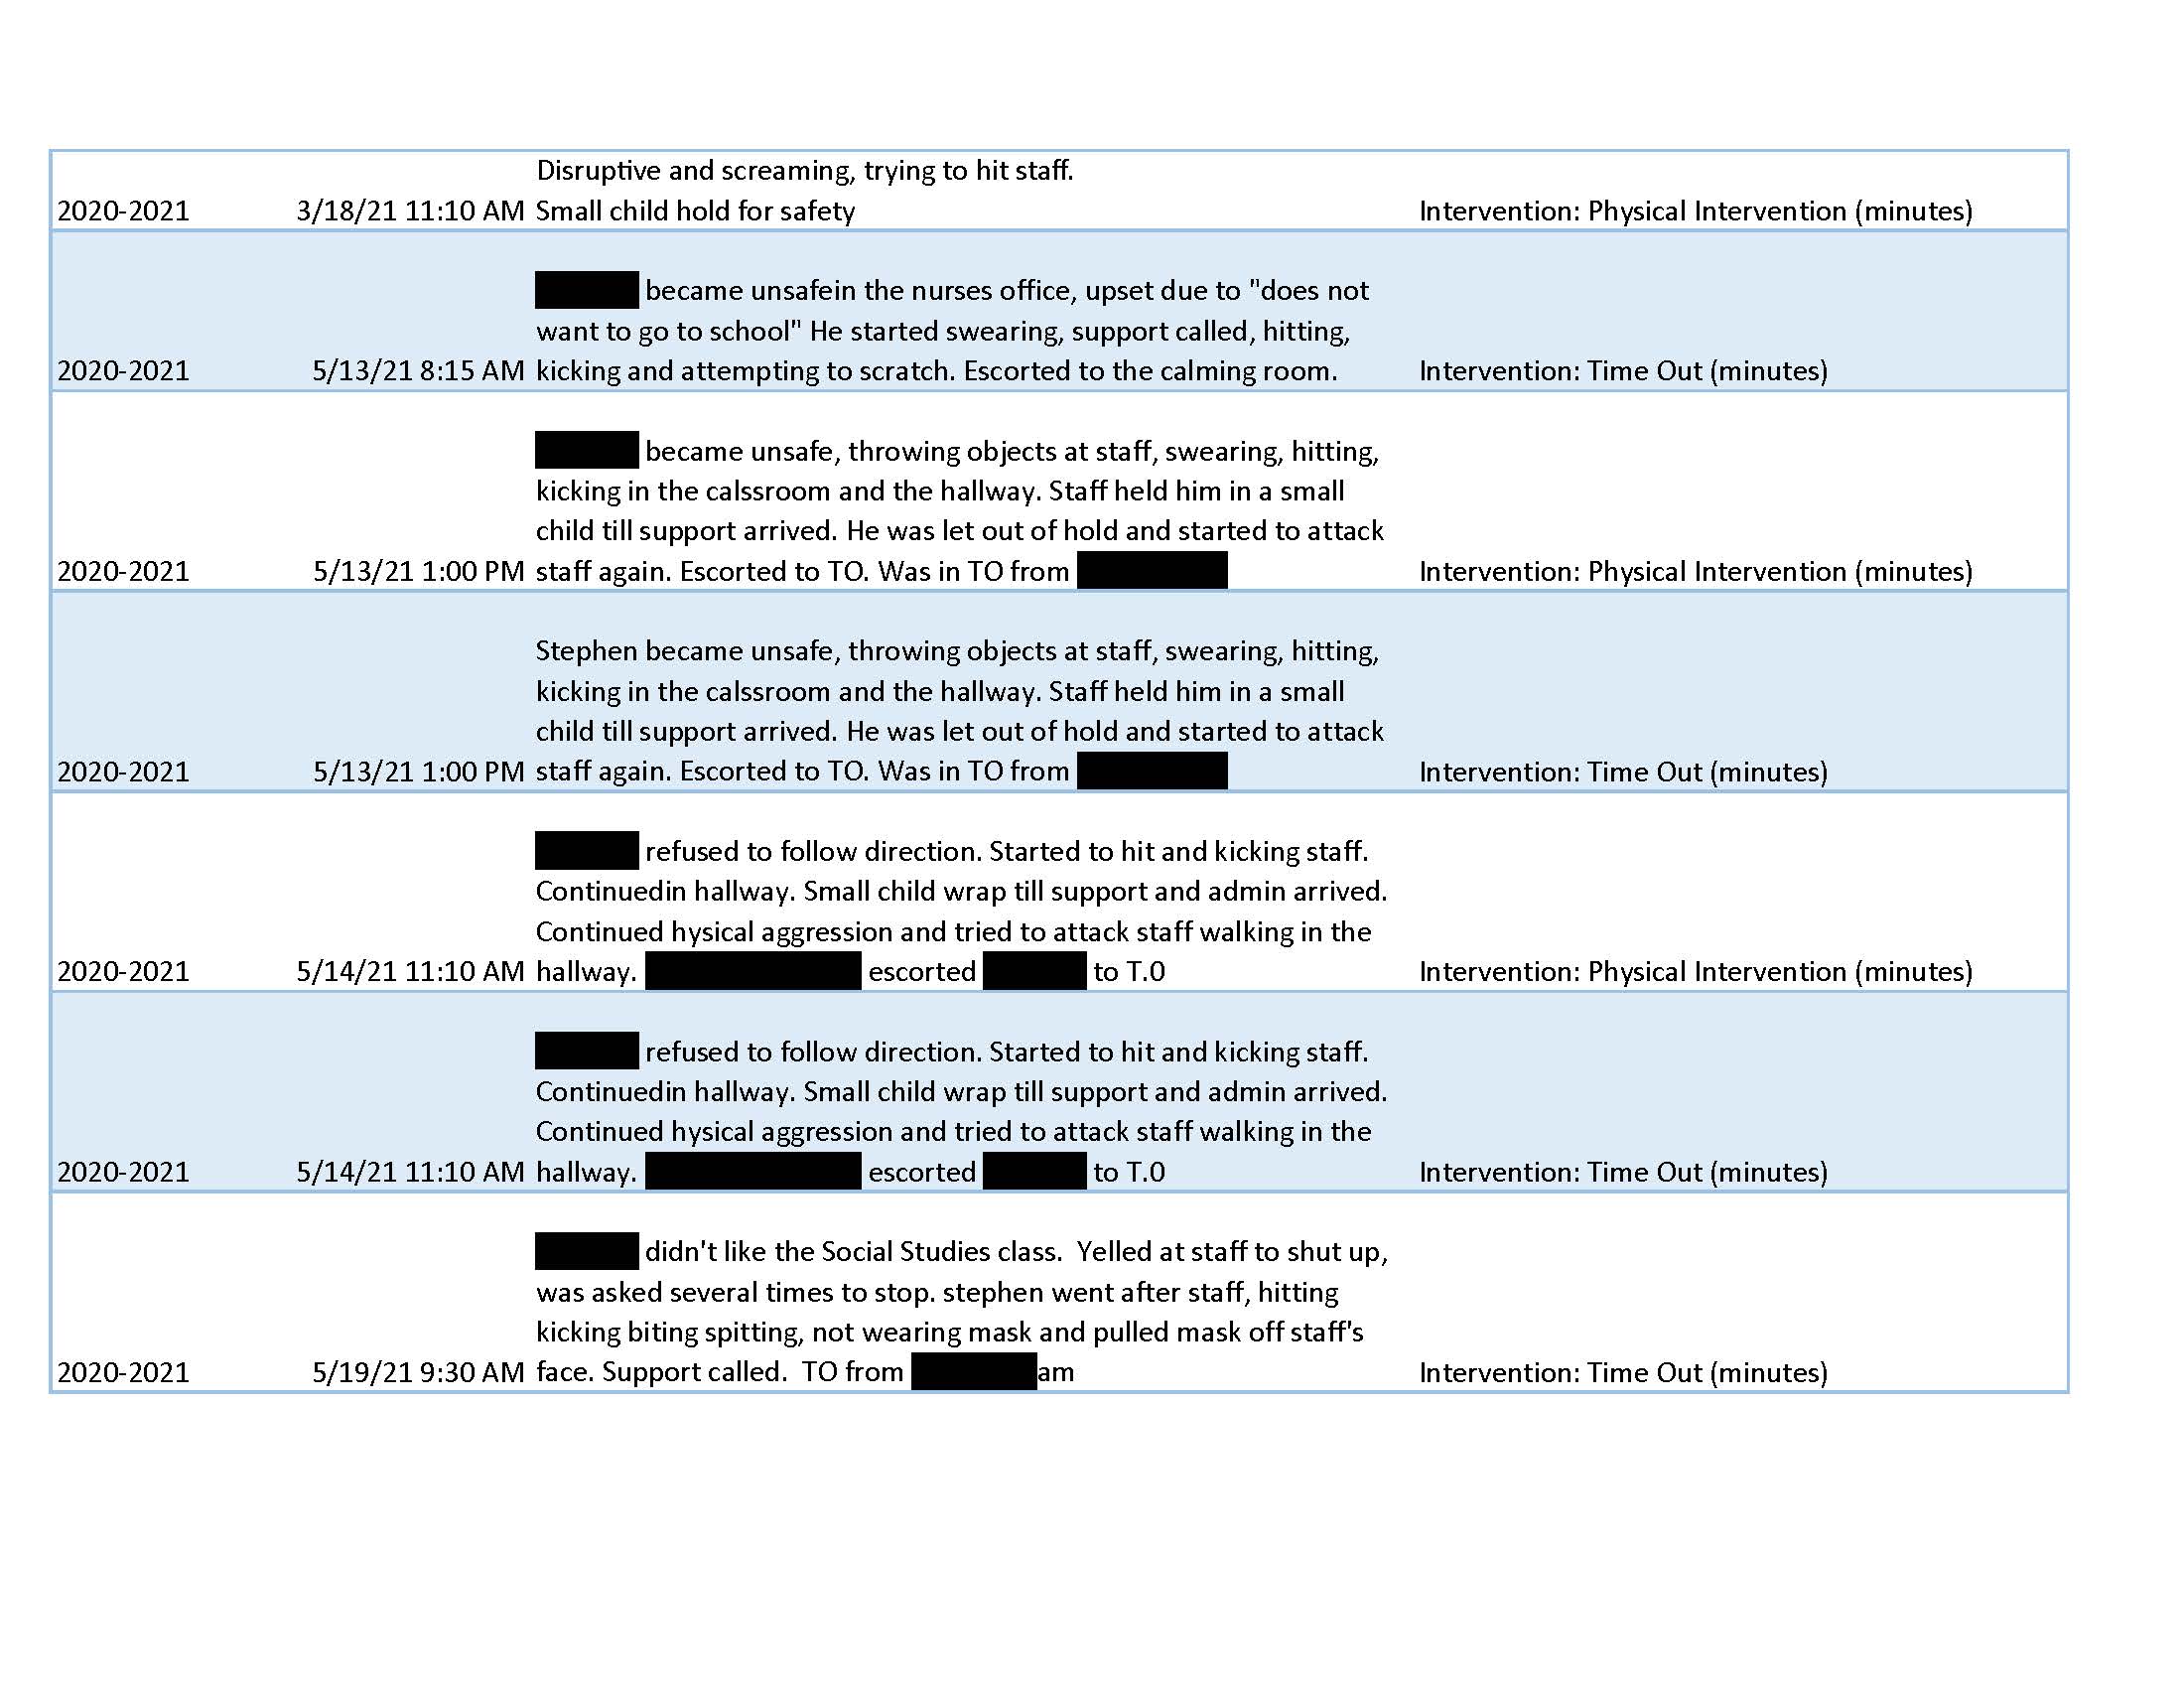 Disruptive and screaming, trying to hit staff.
2020-2021 3/18/21 11:10 AM Small child hold for safety Intervention: Physical Intervention (minutes)
became unsafein the nurses office, upset due to "does not
want to go to school" He started swearing, support called, hitting,
2020-2021 5/13/21 8:15 AM kicking and attempting to scratch. Escorted to the calming room. Intervention: Time Out (minutes)
became unsafe, throwing objects at staff, swearing, hitting,
kicking in the calssroom and the hallway. Staff held him in a small
child till support arrived. He was let out of hold and started to attack
2020-2021 5/13/21 1:00 PM staff again. Escorted to TO. Was in TO from Intervention: Physical Intervention (minutes)
Stephen became unsafe, throwing objects at staff, swearing, hitting,
kicking in the calssroom and the hallway. Staff held him in a small
child till support arrived. He was let out of hold and started to attack
2020-2021 5/13/21 1:00 PM staff again. Escorted to TO. Was in TO from Intervention: Time Out (minutes)
refused to follow direction. Started to hit and kicking staff.
Continuedin hallway. Small child wrap till support and admin arrived.
Continued hysical aggression and tried to attack staff walking in the
2020-2021 5/14/21 11:10 AM hallway. escorted to T.0 Intervention: Physical Intervention (minutes)
refused to follow direction. Started to hit and kicking staff.
Continuedin hallway. Small child wrap till support and admin arrived.
Continued hysical aggression and tried to attack staff walking in the
2020-2021 5/14/21 11:10 AM hallway. escorted to T.0 Intervention: Time Out (minutes)
didn't like the Social Studies class.  Yelled at staff to shut up,
was asked several times to stop. stephen went after staff, hitting
kicking biting spitting, not wearing mask and pulled mask off staff's
2020-2021 5/19/21 9:30 AM face. Support called.  TO from am Intervention: Time Out (minutes)